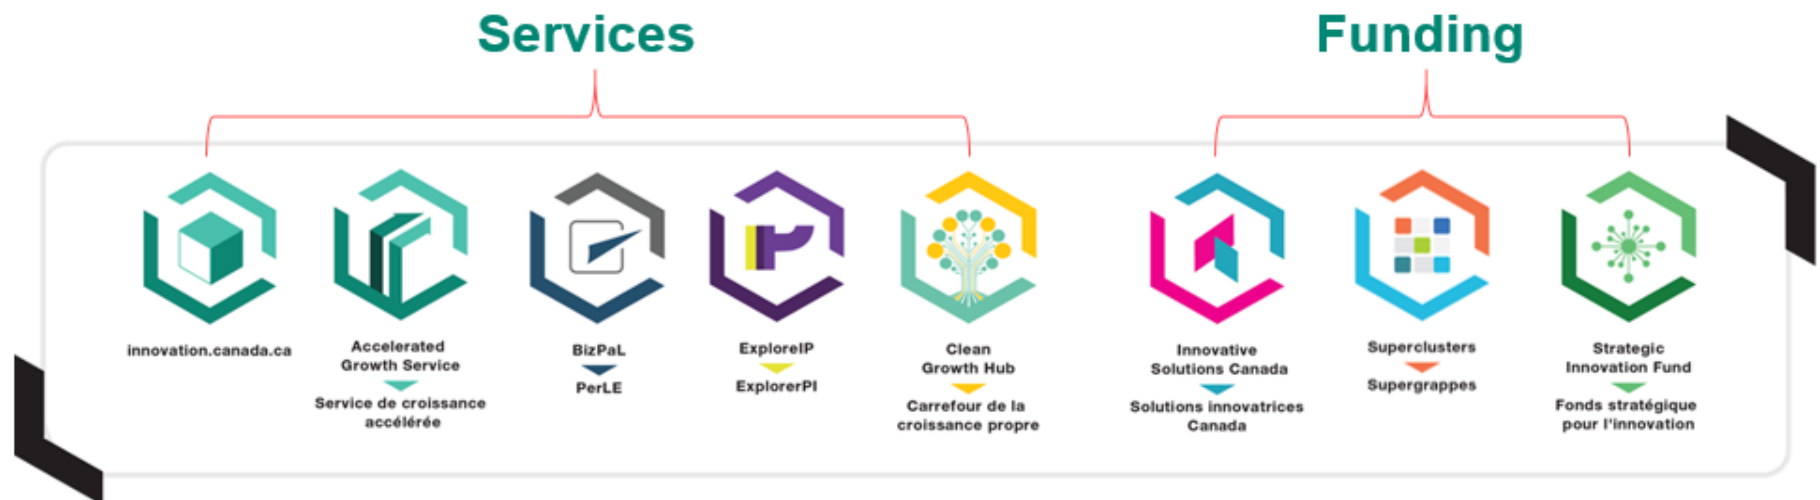 Services
Funding
innovation.canada.ca
Accelerated
Growth Service
Service de croissance
accélérée
BizPaL
PerLE
ExploreIP
ExplorerPI
Clean
Growth Hub
Carrefour de la
croissance propre
Innovative
Solutions Canada
Solutions innovatrices
Canada
Superclusters
Supergrappes
Strategic
Innovation Fund
Fonds stratégique
pour l'innovation